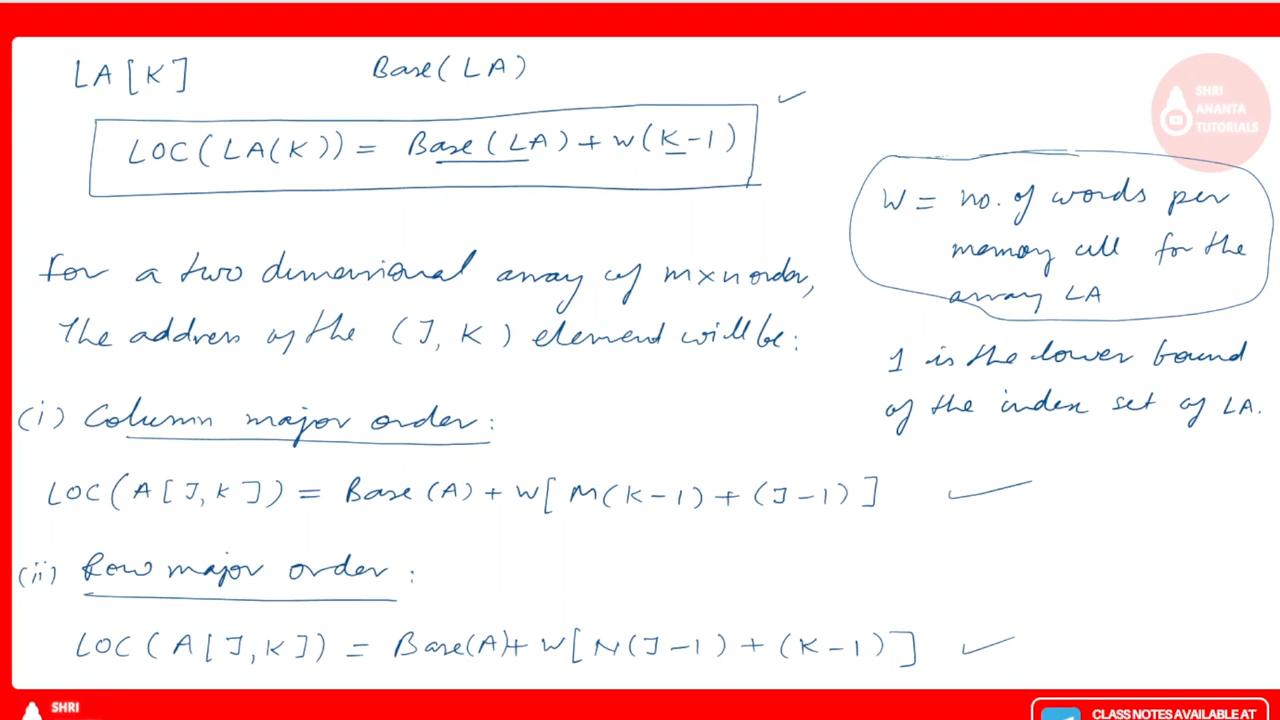 LA[K] Base(LA)
LOC(LA(K)) = Base(LA) + W(K-1)
SHRI
ANANTA
TUTORIALS
W = no. of words per
memory cell for the
array LA
1 is the lower bound
of the index set of LA.
For a two dimensional array of m×n order,
The address of the (J, K) element will be:
(i) Column major order:
LOC(A[J,K]) = Base(A) + W[M(K-1) + (J-1)]
(ii) Row major order:
LOC(A[J,K]) = Base(A)+ W[N(J-1) + (K-1)]
SHRI
CLASS NOTES AVAILABLE AT